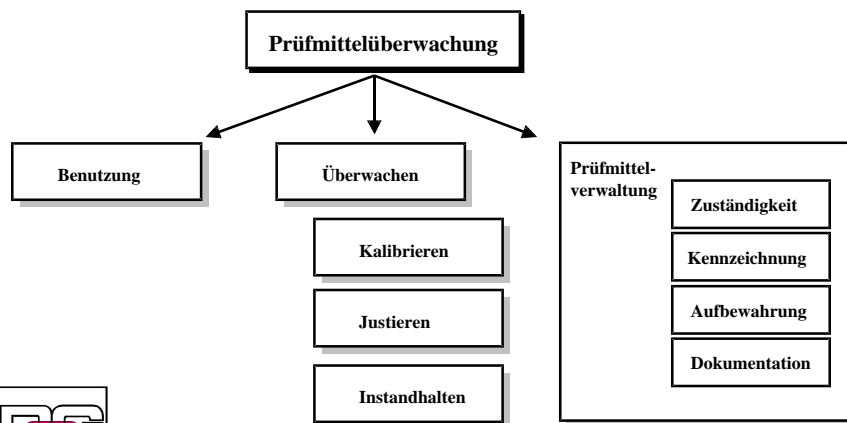 Prüfmittelüberwachung
Benutzung
Überwachen
Kalibrieren
Justieren
Instandhalten
Prüfmittel-
verwaltung
Zuständigkeit
Kennzeichnung
Aufbewahrung
Dokumentation